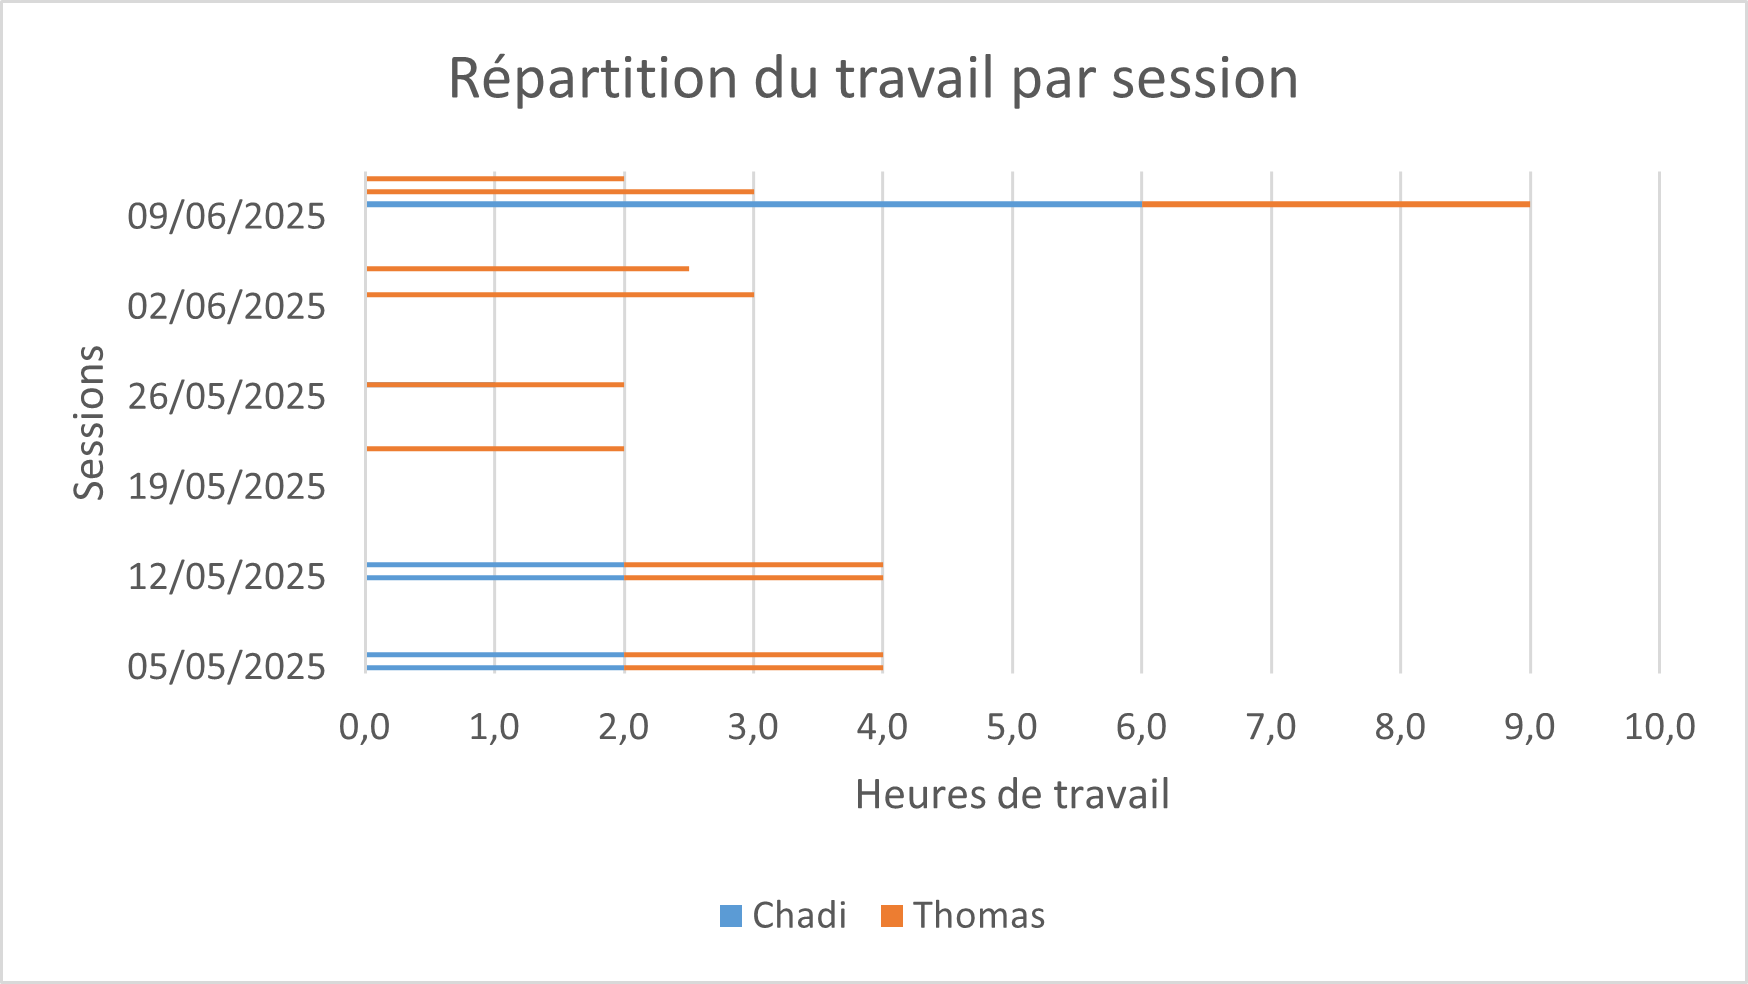 Répartition du travail par session
Sessions
09/06/2025
02/06/2025
26/05/2025
19/05/2025
12/05/2025
05/05/2025
0,0 1,0 2,0 3,0 4,0 5,0 6,0 7,0 8,0 9,0 10,0
Heures de travail
Chadi Thomas